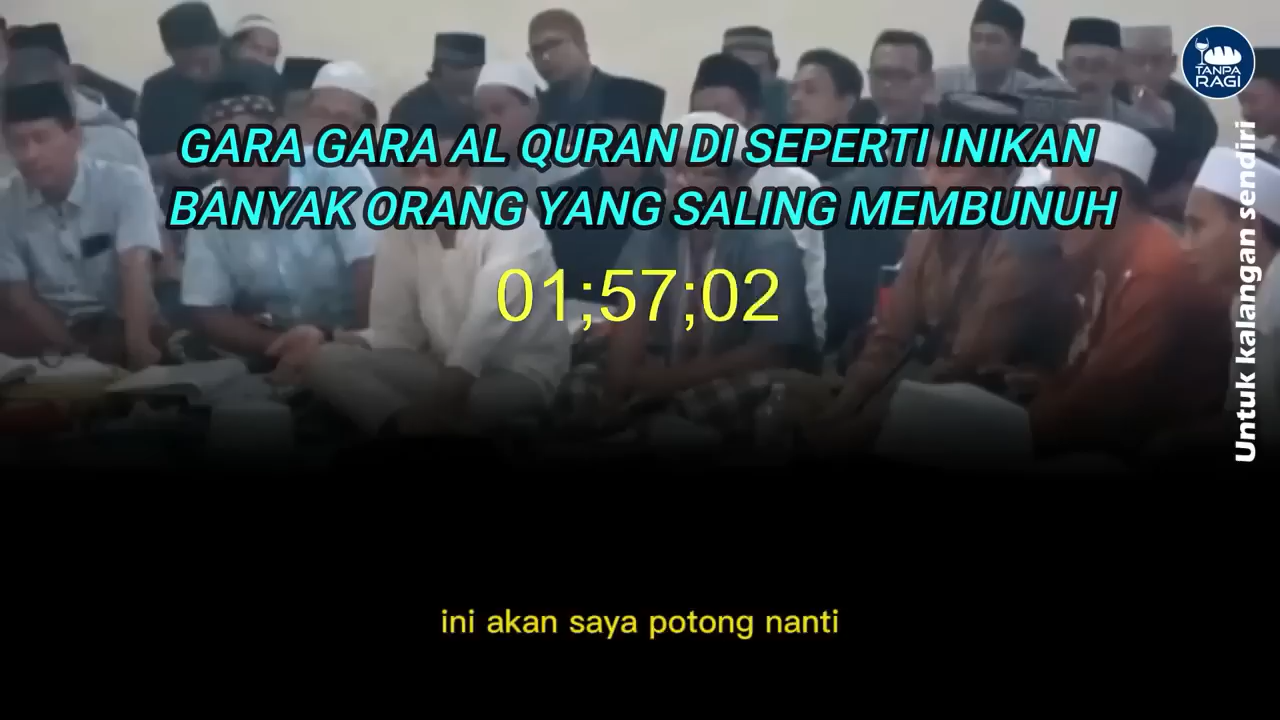 TANPA
RAGI
GARA GARA AL QURAN DI SEPERTI INIKAN
BANYAK ORANG YANG SALING MEMBUNUH
01;57;02
Untuk kalangan sendiri
ini akan saya potong nanti